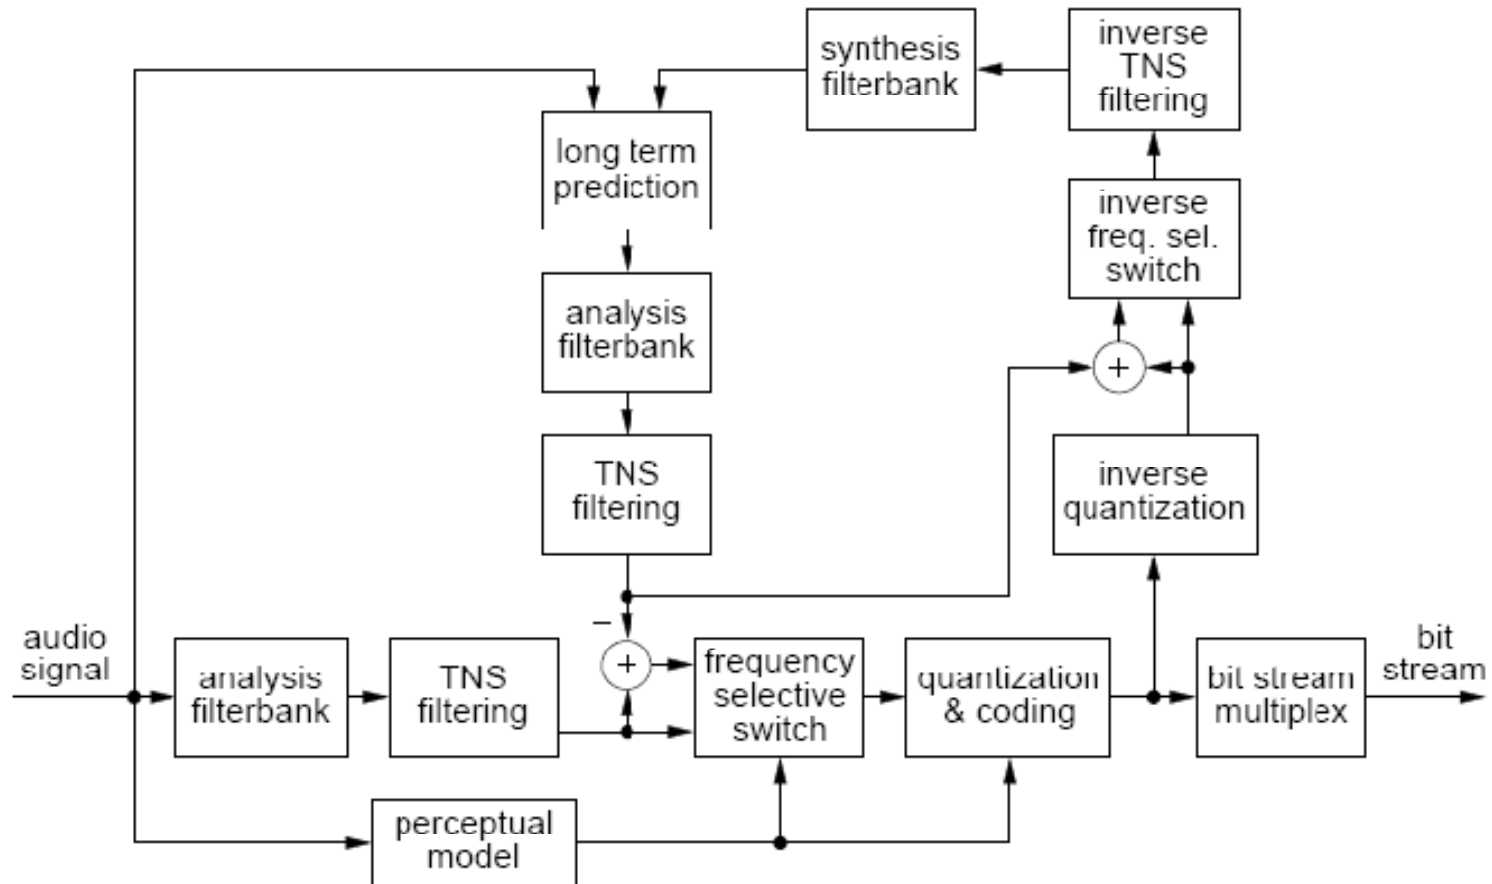 synthesis
filterbank
inverse
TNS
filtering
long term
prediction
inverse
freq. sel.
switch
analysis
filterbank
+
TNS
filtering
inverse
quantization
audio
signal
analysis
filterbank
TNS
filtering
−
+
frequency
selective
switch
quantization
& coding
bit stream
multiplex
bit
stream
perceptual
model